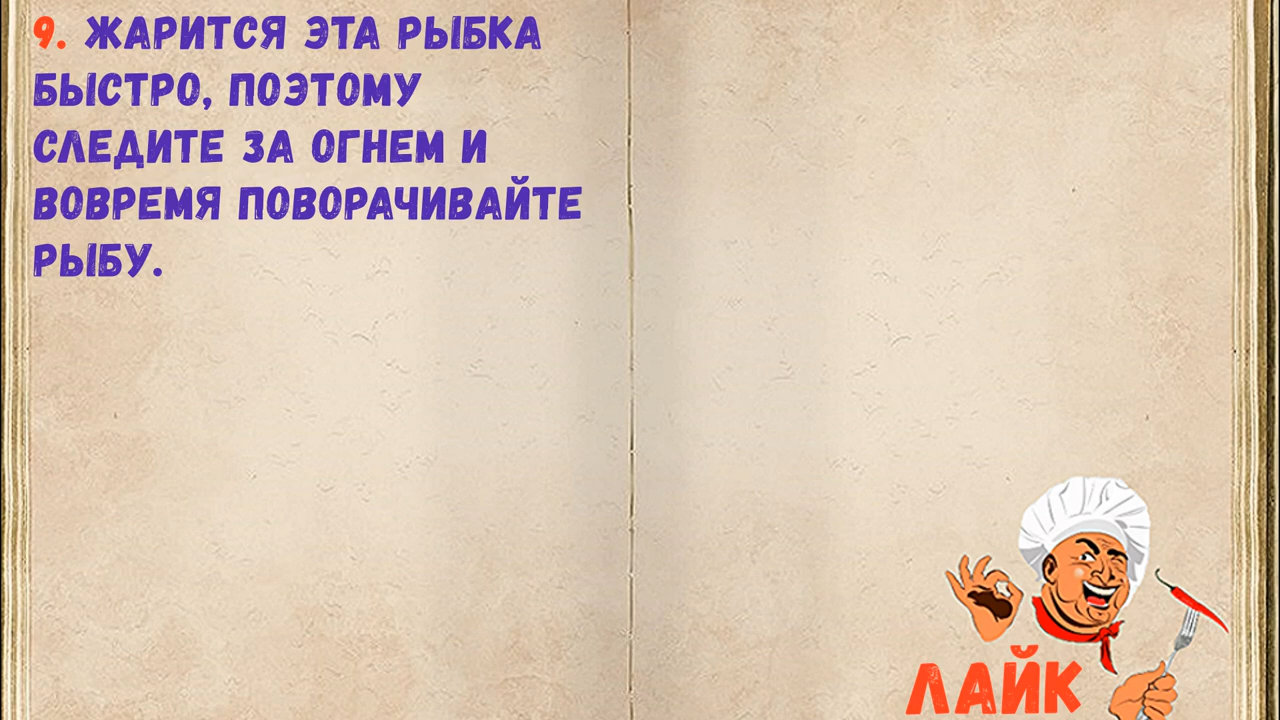 9. ЖАРИТСЯ ЭТА РЫБКА
БЫСТРО, ПОЭТОМУ
СЛЕДИТЕ ЗА ОГНЕМ И
ВОВРЕМЯ ПОВОРАЧИВАЙТЕ
РЫБУ.
ЛАЙК